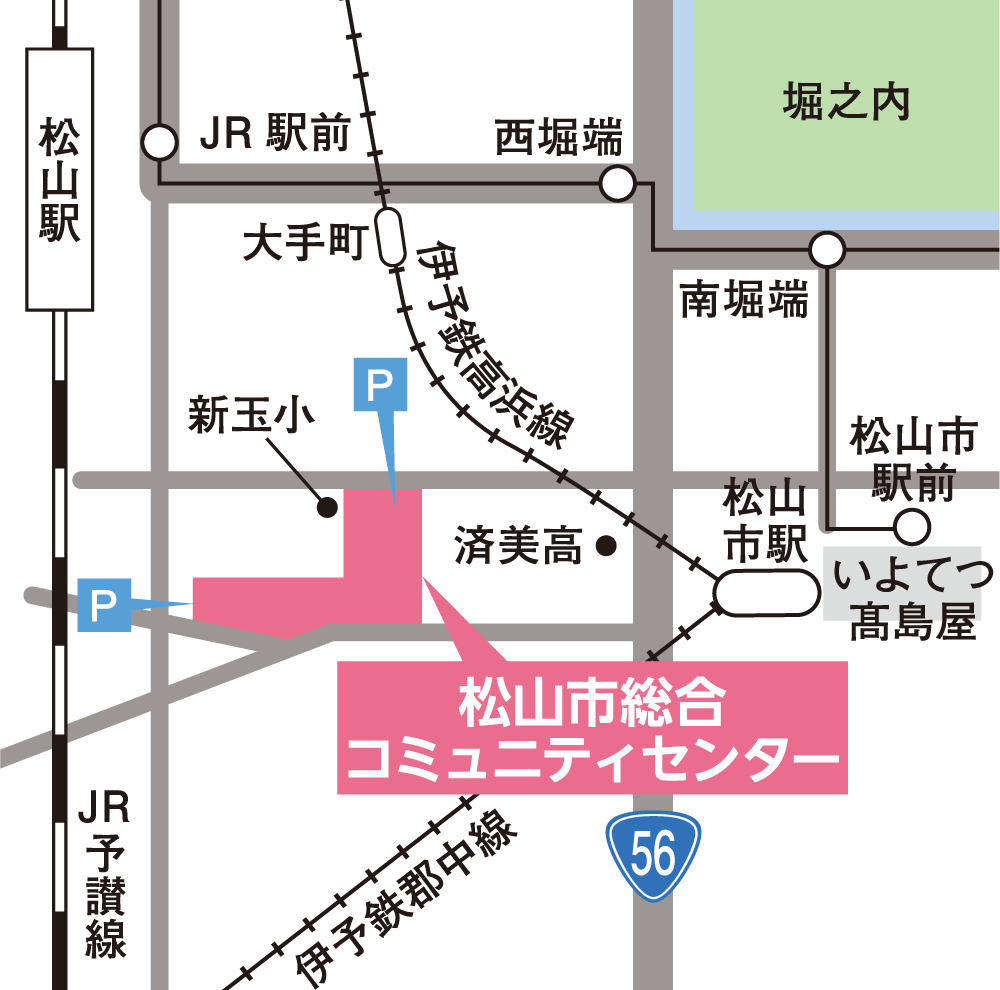 堀之内
JR 駅前
西堀端
松山駅
大手町
伊予鉄高浜線
南堀端
P
新玉小
松山市
駅前
松山
市駅
済美高
いよてつ
髙島屋
P
松山市総合
コミュニティセンター
JR
予讃線
伊予鉄郡中線
56